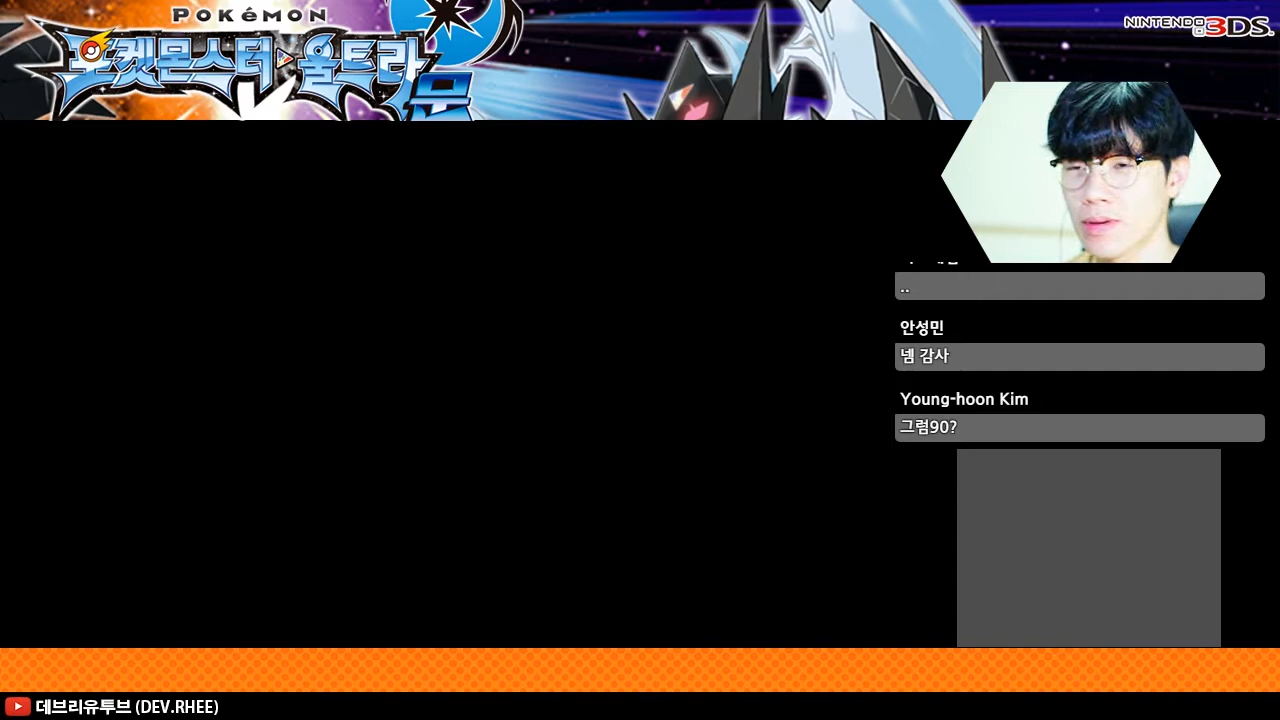 POKéMON
포켓몬스터 울트라
문
NINTENDO 3DS
..
안성민
넴 감사
Young-hoon Kim
그럼90?
데브리유투브 (DEV.RHEE)